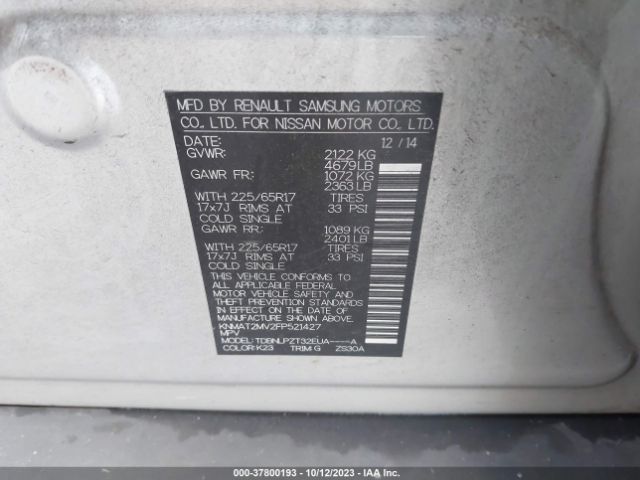 MFD BY RENAULT SAMSUNG MOTORS
CO., LTD. FOR NISSAN MOTOR CO., LTD.
DATE: 12 / 14
GVWR: 2122 KG
4679 LB
GAWR FR: 1072 KG
2363 LB
WITH 225/65R17 TIRES
17x7J RIMS AT 33 PSI
COLD SINGLE
GAWR RR: 1089 KG
2401 LB
WITH 225/65R17 TIRES
17x7J RIMS AT 33 PSI
COLD SINGLE
THIS VEHICLE CONFORMS TO
ALL APPLICABLE FEDERAL
MOTOR VEHICLE SAFETY AND
THEFT PREVENTION STANDARDS
IN EFFECT ON THE DATE OF
MANUFACTURE SHOWN ABOVE.
KNMAT2MV2FP521427
MPV
MODEL: TDBNLPZT32EUA----A
COLOR: K23 TRIM: G ZS30A
000-37800193 - 10/12/2023 - IAA Inc.